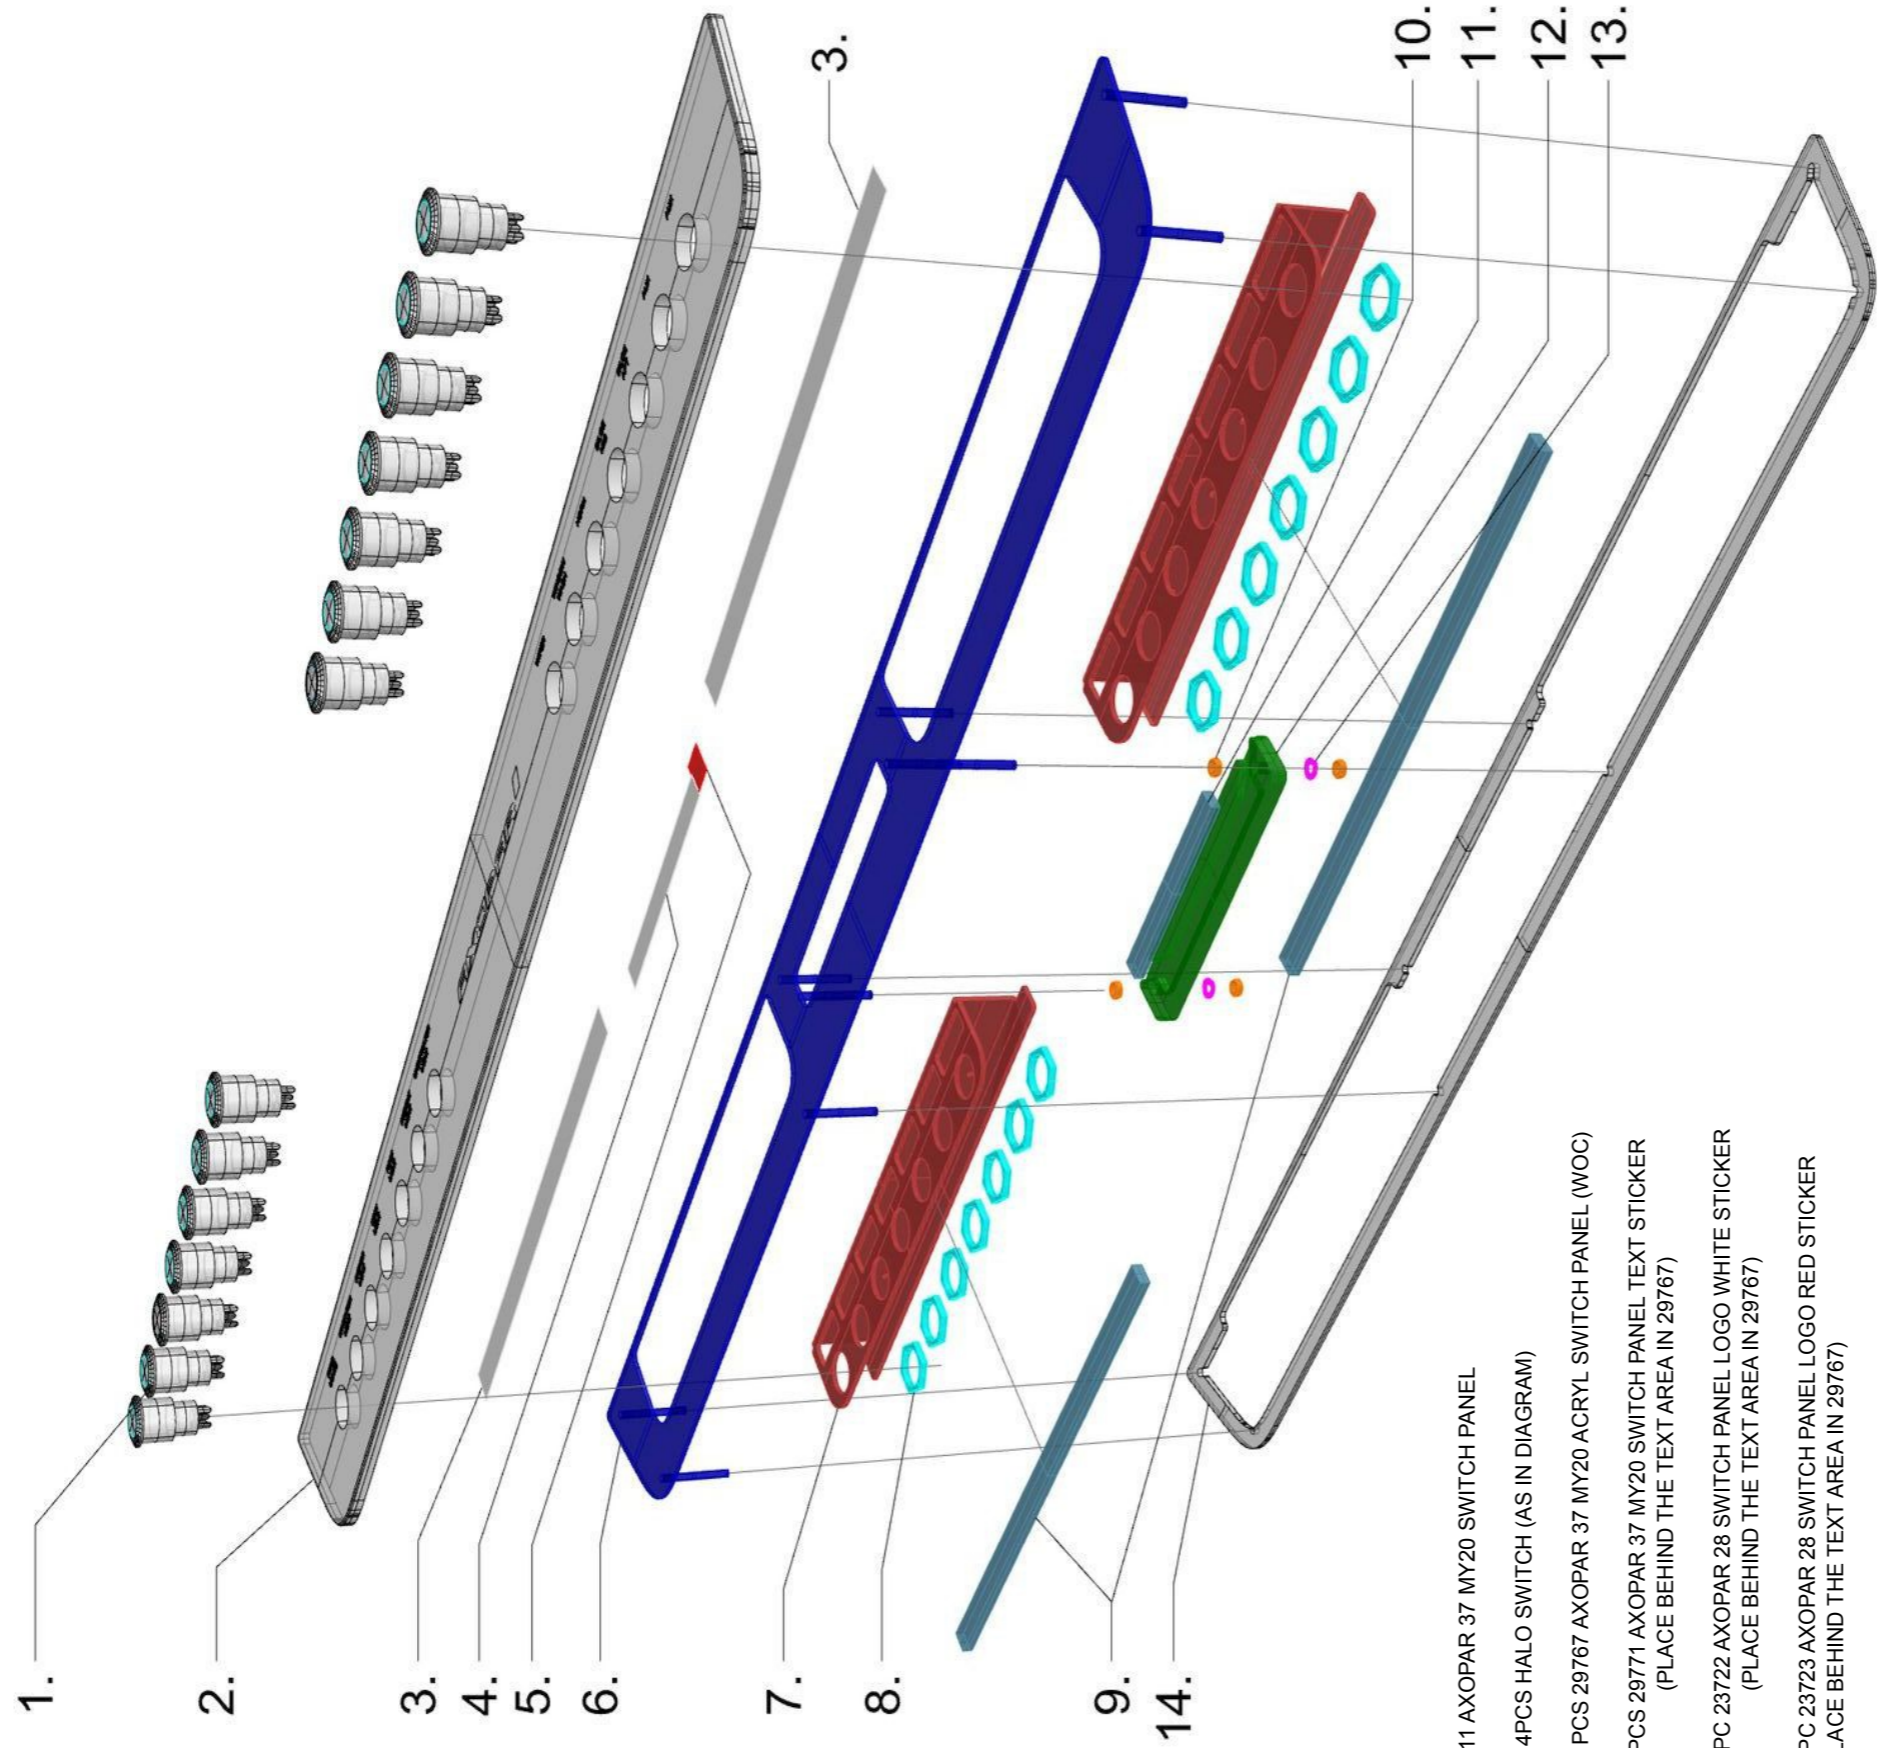 1.
2.
3.
3.
4.
5.
6.
7.
8.
9.
14.
10.
11.
12.
13.
11 AXOPAR 37 MY20 SWITCH PANEL
4PCS HALO SWITCH (AS IN DIAGRAM)
PCS 29767 AXOPAR 37 MY20 ACRYL SWITCH PANEL (WOC)
PCS 29771 AXOPAR 37 MY20 SWITCH PANEL TEXT STICKER
(PLACE BEHIND THE TEXT AREA IN 29767)
PC 23722 AXOPAR 28 SWITCH PANEL LOGO WHITE STICKER
(PLACE BEHIND THE TEXT AREA IN 29767)
PC 23723 AXOPAR 28 SWITCH PANEL LOGO RED STICKER
LACE BEHIND THE TEXT AREA IN 29767)